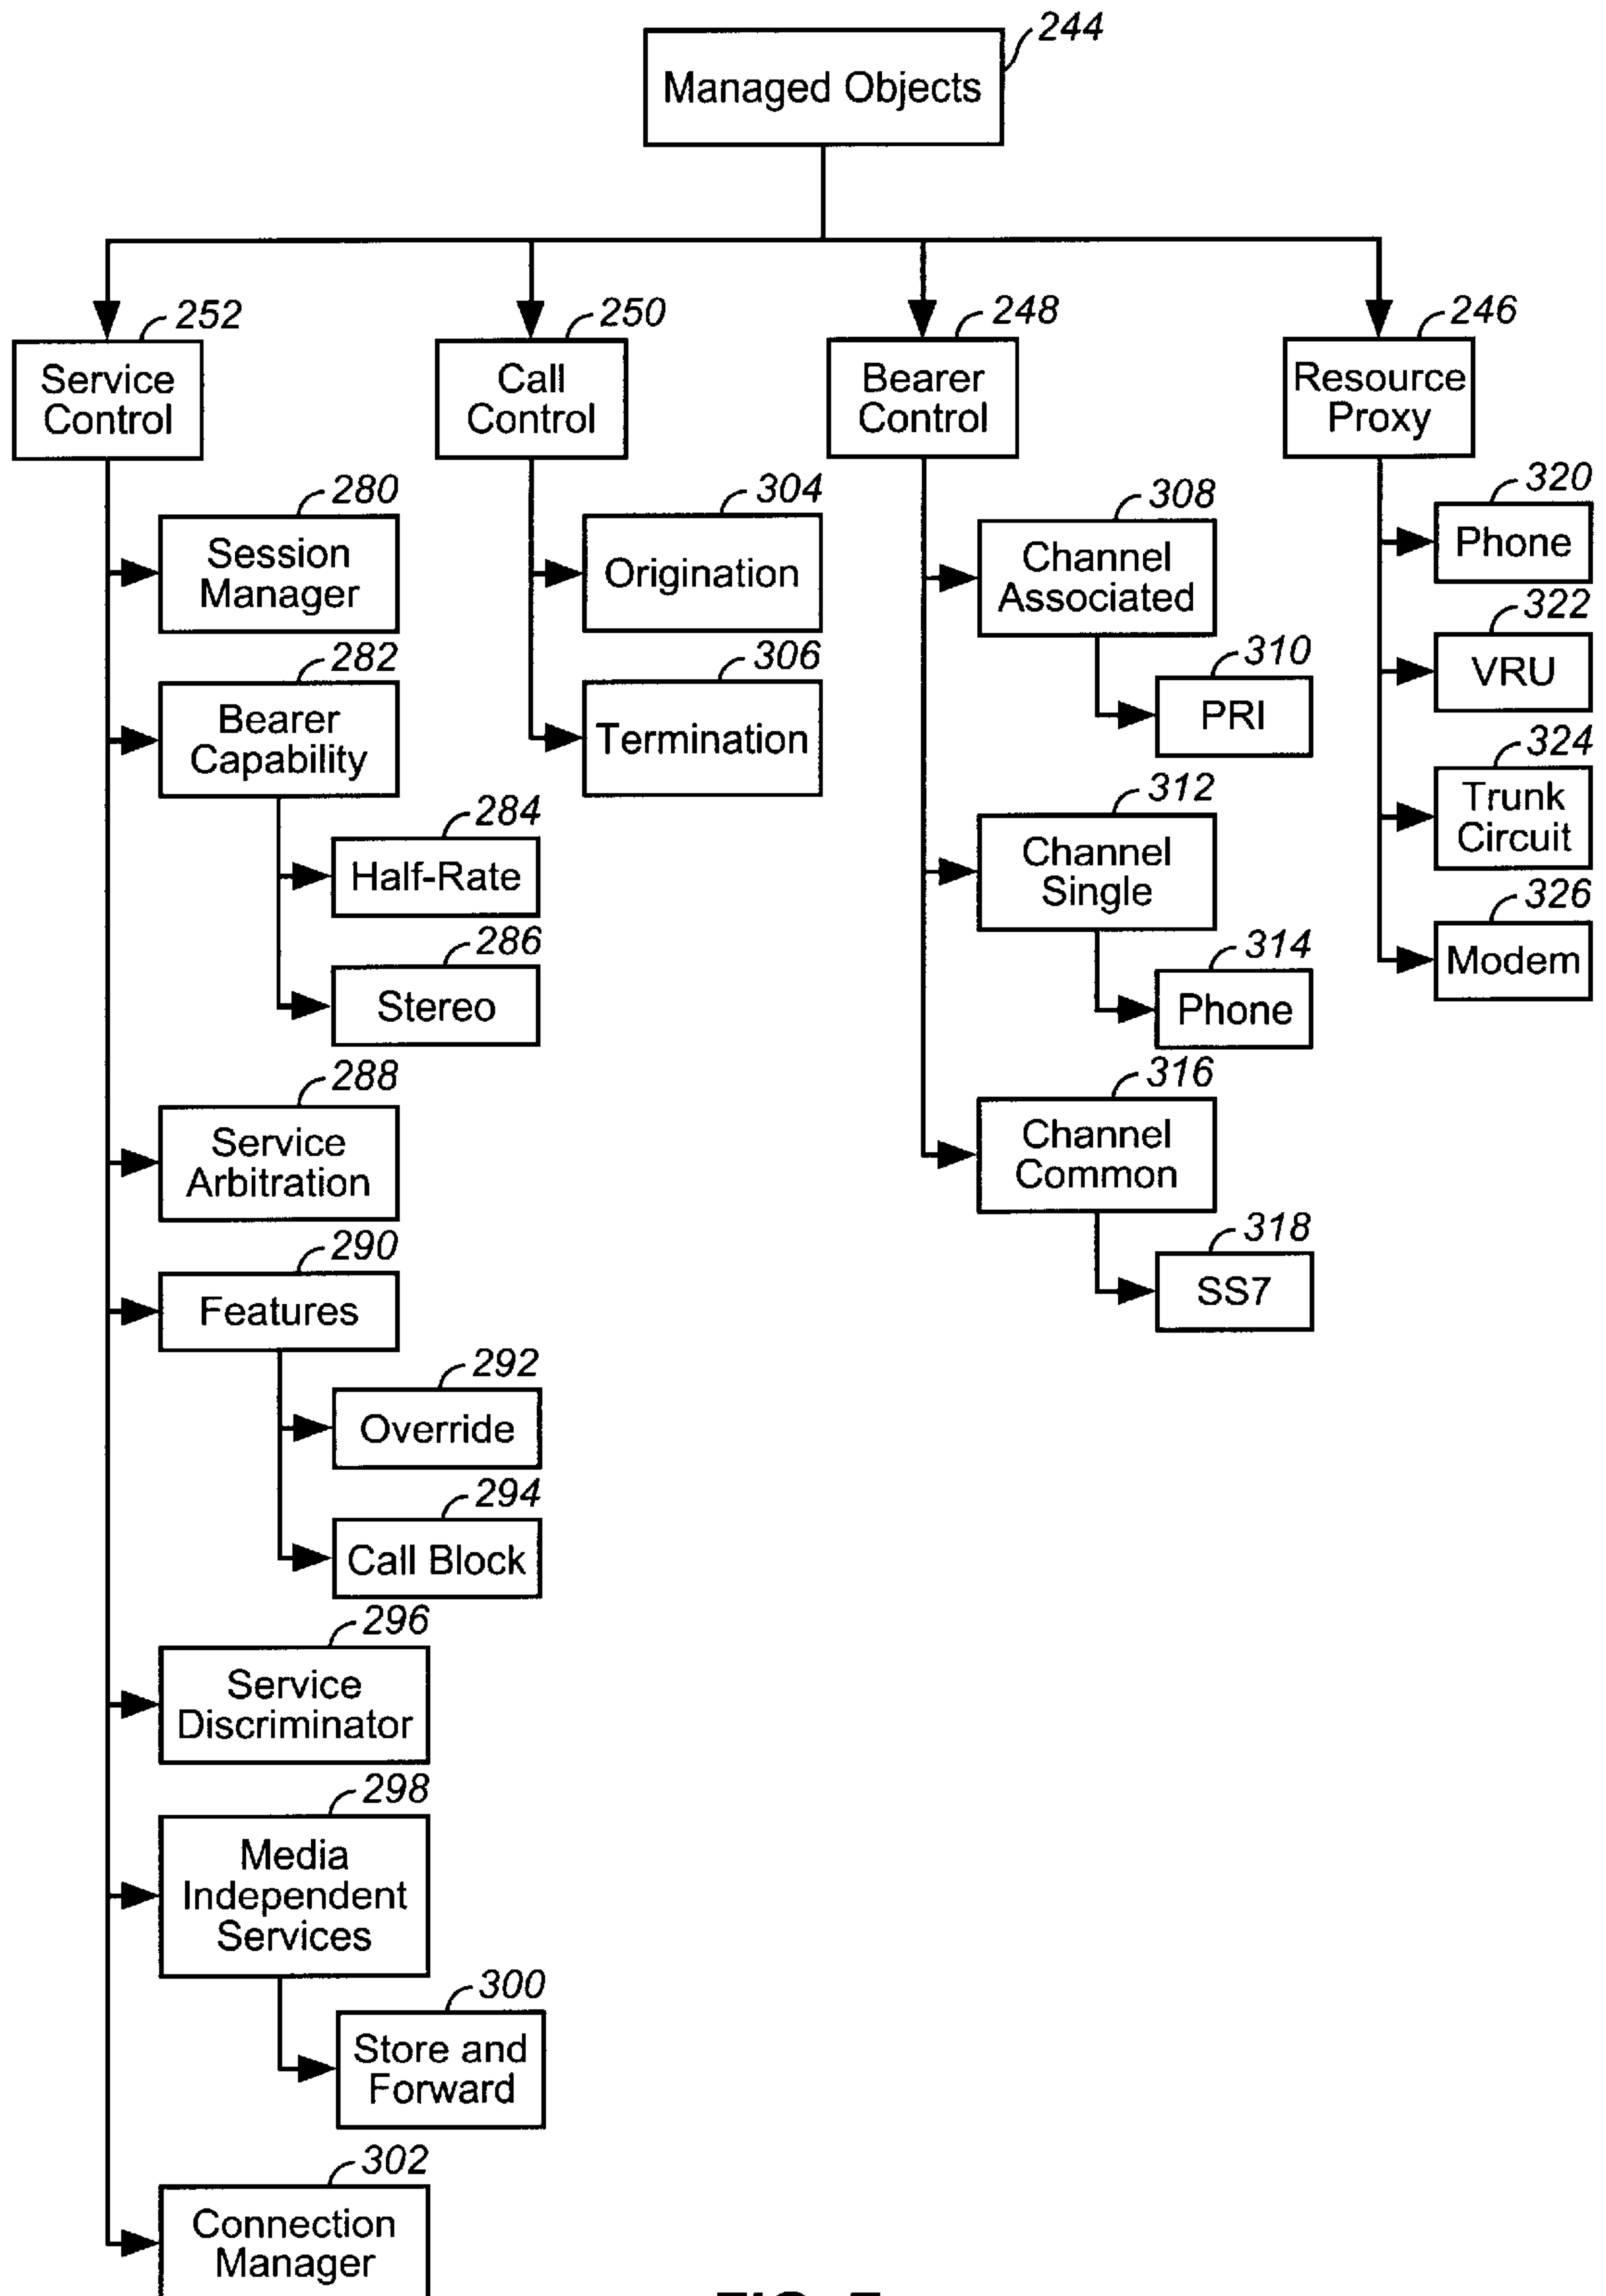 244
Managed Objects
252
Service
Control
250
Call
Control
248
Bearer
Control
246
Resource
Proxy
280
Session
Manager
282
Bearer
Capability
284
Half-Rate
286
Stereo
288
Service
Arbitration
290
Features
292
Override
294
Call Block
296
Service
Discriminator
298
Media
Independent
Services
300
Store and
Forward
302
Connection
Manager
304
Origination
306
Termination
308
Channel
Associated
310
PRI
312
Channel
Single
314
Phone
316
Channel
Common
318
SS7
320
Phone
322
VRU
324
Trunk
Circuit
326
Modem